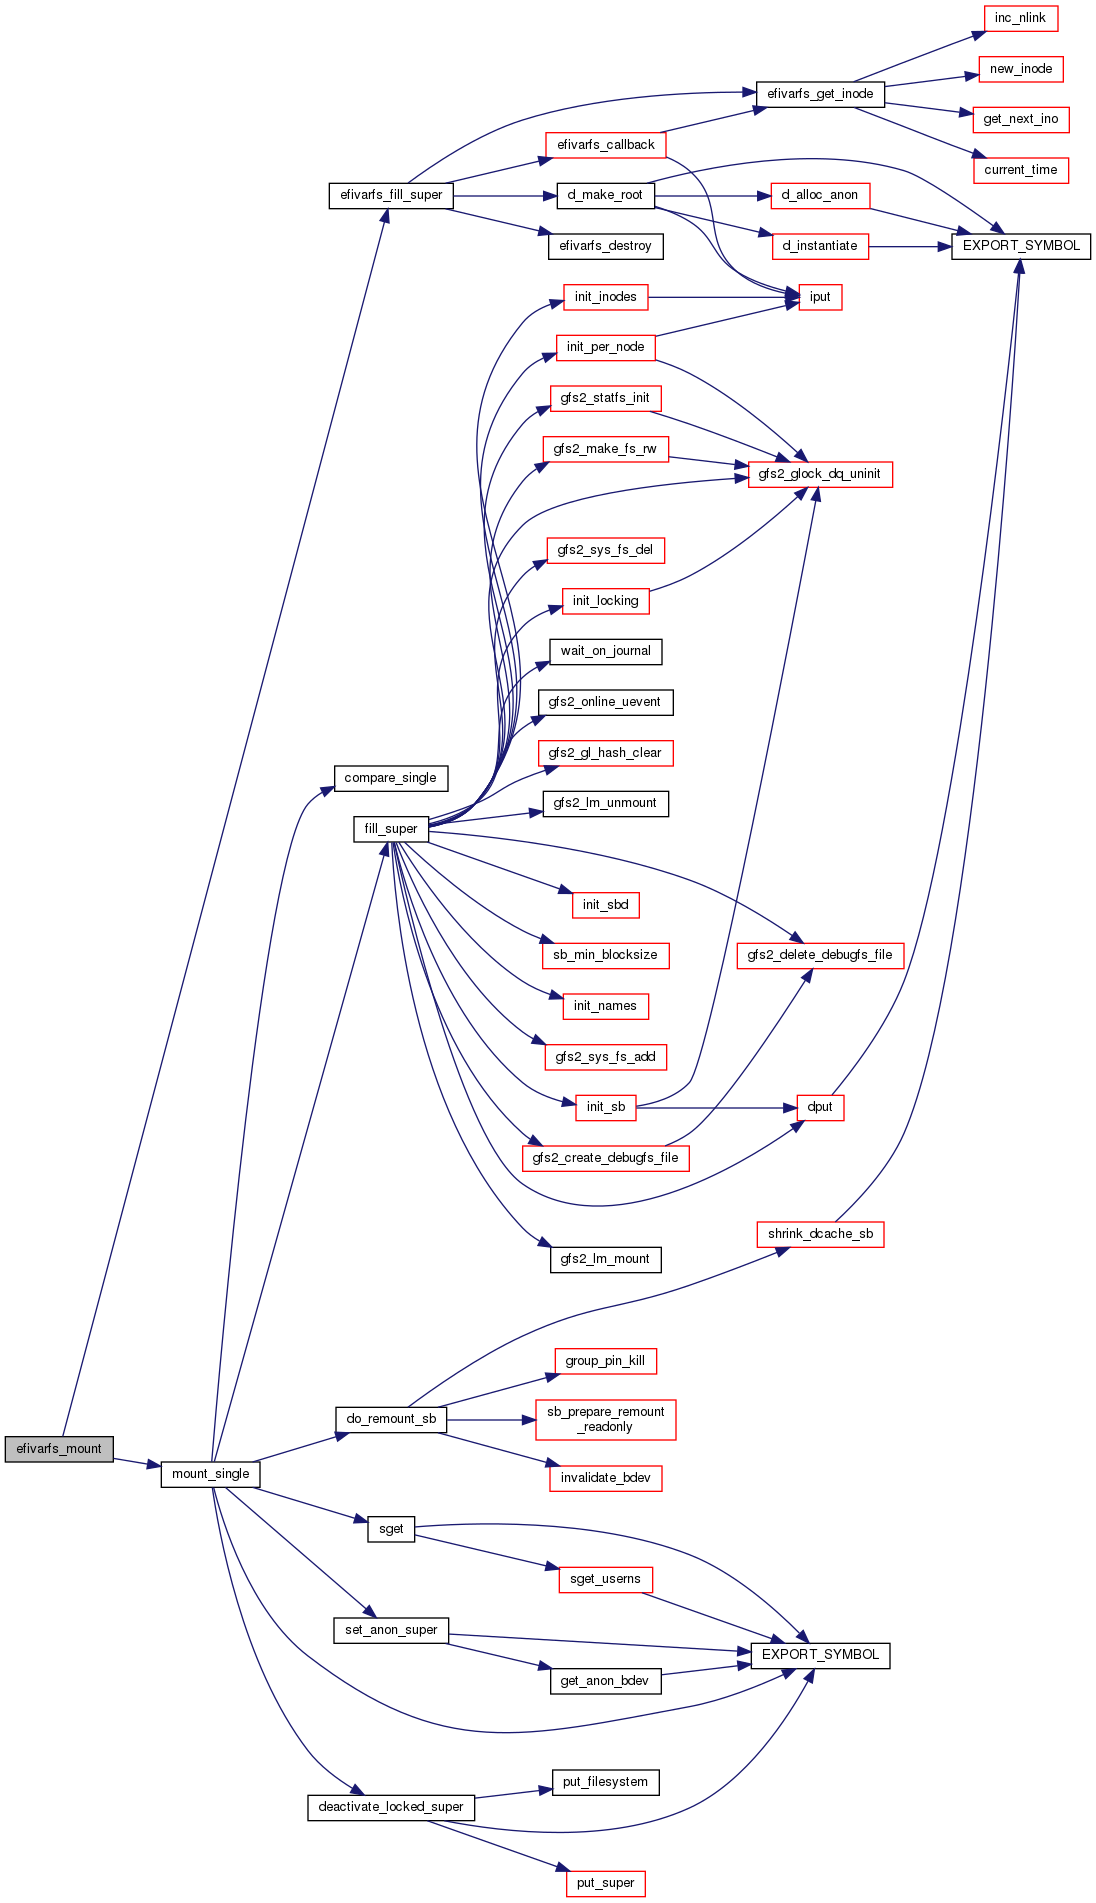 inc_nlink
new_inode
efivarfs_get_inode
get_next_ino
efivarfs_callback
current_time
efivarfs_fill_super
d_make_root
d_alloc_anon
efivarfs_destroy
d_instantiate
EXPORT_SYMBOL
init_inodes
iput
init_per_node
gfs2_statfs_init
gfs2_make_fs_rw
gfs2_glock_dq_uninit
gfs2_sys_fs_del
init_locking
wait_on_journal
gfs2_online_uevent
gfs2_gl_hash_clear
compare_single
gfs2_lm_unmount
fill_super
init_sbd
sb_min_blocksize
gfs2_delete_debugfs_file
init_names
gfs2_sys_fs_add
init_sb
dput
gfs2_create_debugfs_file
shrink_dcache_sb
gfs2_lm_mount
group_pin_kill
do_remount_sb
sb_prepare_remount
_readonly
efivarfs_mount
mount_single
invalidate_bdev
sget
sget_userns
set_anon_super
EXPORT_SYMBOL
get_anon_bdev
put_filesystem
deactivate_locked_super
put_super